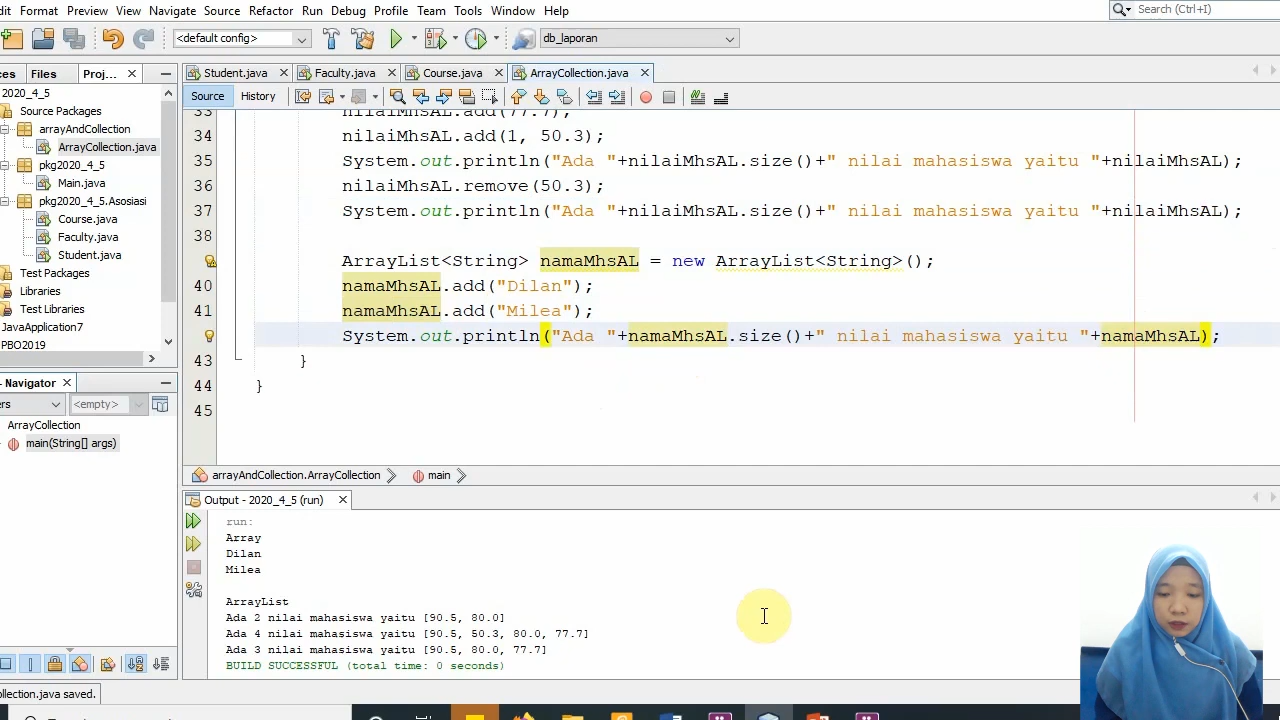 dit Format Preview View Navigate Source Refactor Run Debug Profile Team Tools Window Help
Search (Ctrl+I)
<default config>
db_laporan
ces Files Proj...
Student.java Faculty.java Course.java ArrayCollection.java
Source History
2020_4_5
Source Packages
arrayAndCollection
ArrayCollection.java
pkg2020_4_5
Main.java
pkg2020_4_5.Asosiasi
Course.java
Faculty.java
Student.java
Test Packages
Libraries
Test Libraries
JavaApplication7
PBO2019
33 nilaiMhsAL.add(77.7);
34 nilaiMhsAL.add(1, 50.3);
35 System.out.println("Ada "+nilaiMhsAL.size()+" nilai mahasiswa yaitu "+nilaiMhsAL);
36 nilaiMhsAL.remove(50.3);
37 System.out.println("Ada "+nilaiMhsAL.size()+" nilai mahasiswa yaitu "+nilaiMhsAL);
38
ArrayList<String> namaMhsAL = new ArrayList<String>();
40 namaMhsAL.add("Dilan");
41 namaMhsAL.add("Milea");
System.out.println("Ada "+namaMhsAL.size()+" nilai mahasiswa yaitu "+namaMhsAL);
43 }
44 }
45
Navigator
ers <empty>
ArrayCollection
main(String[] args)
arrayAndCollection.ArrayCollection main
Output - 2020_4_5 (run)
run:
Array
Dilan
Milea
ArrayList
Ada 2 nilai mahasiswa yaitu [90.5, 80.0]
Ada 4 nilai mahasiswa yaitu [90.5, 50.3, 80.0, 77.7]
Ada 3 nilai mahasiswa yaitu [90.5, 80.0, 77.7]
BUILD SUCCESSFUL (total time: 0 seconds)
ollection.java saved.